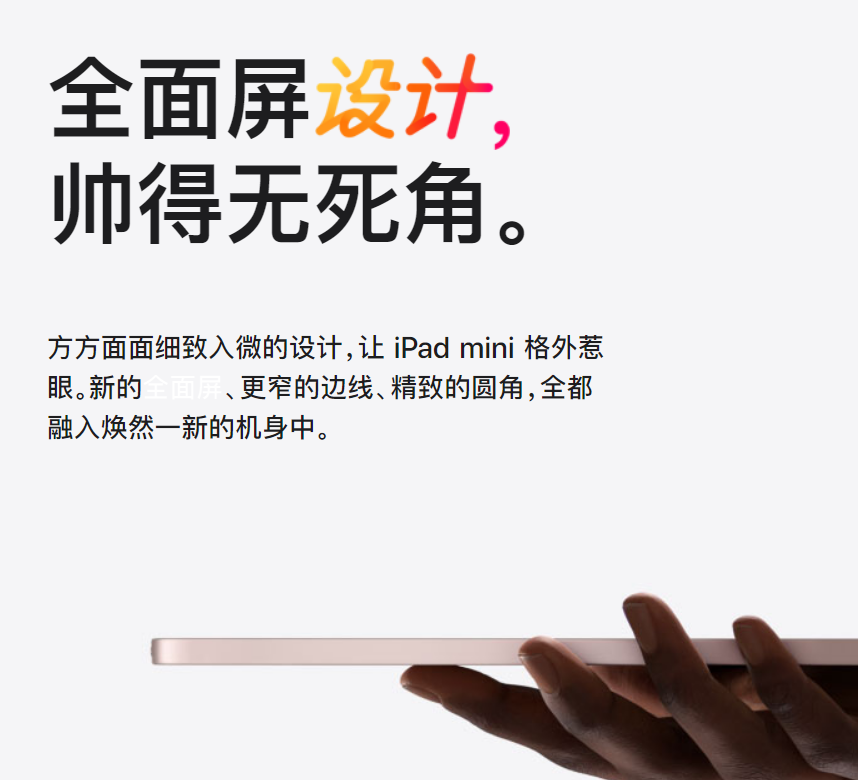 全面屏设计，
帅得无死角。
方方面面细致入微的设计，让 iPad mini 格外惹
眼。新的全面屏、更窄的边线、精致的圆角，全都
融入焕然一新的机身中。